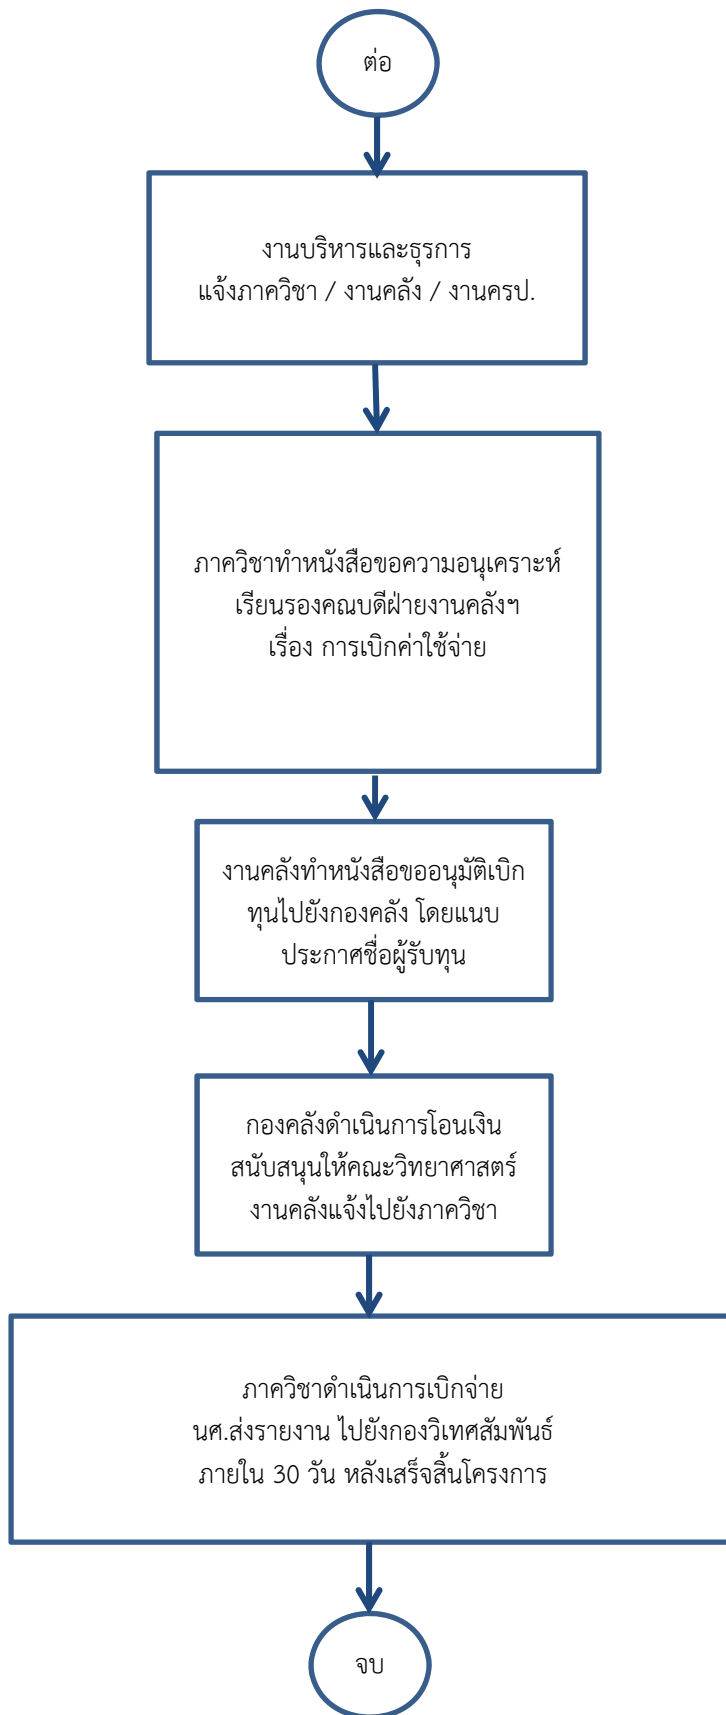 ต่อ
งานบริหารและธุรการ
แจ้งภาควิชา / งานคลัง / งานครป.
ภาควิชาทำหนังสือขอความอนุเคราะห์
เรียนรองคณบดีฝ่ายงานคลังฯ
เรื่อง การเบิกค่าใช้จ่าย
งานคลังทำหนังสือขออนุมัติเบิก
ทุนไปยังกองคลัง โดยแนบ
ประกาศชื่อผู้รับทุน
กองคลังดำเนินการโอนเงิน
สนับสนุนให้คณะวิทยาศาสตร์
งานคลังแจ้งไปยังภาควิชา
ภาควิชาดำเนินการเบิกจ่าย
นศ.ส่งรายงาน ไปยังกองวิเทศสัมพันธ์
ภายใน 30 วัน หลังเสร็จสิ้นโครงการ
จบ